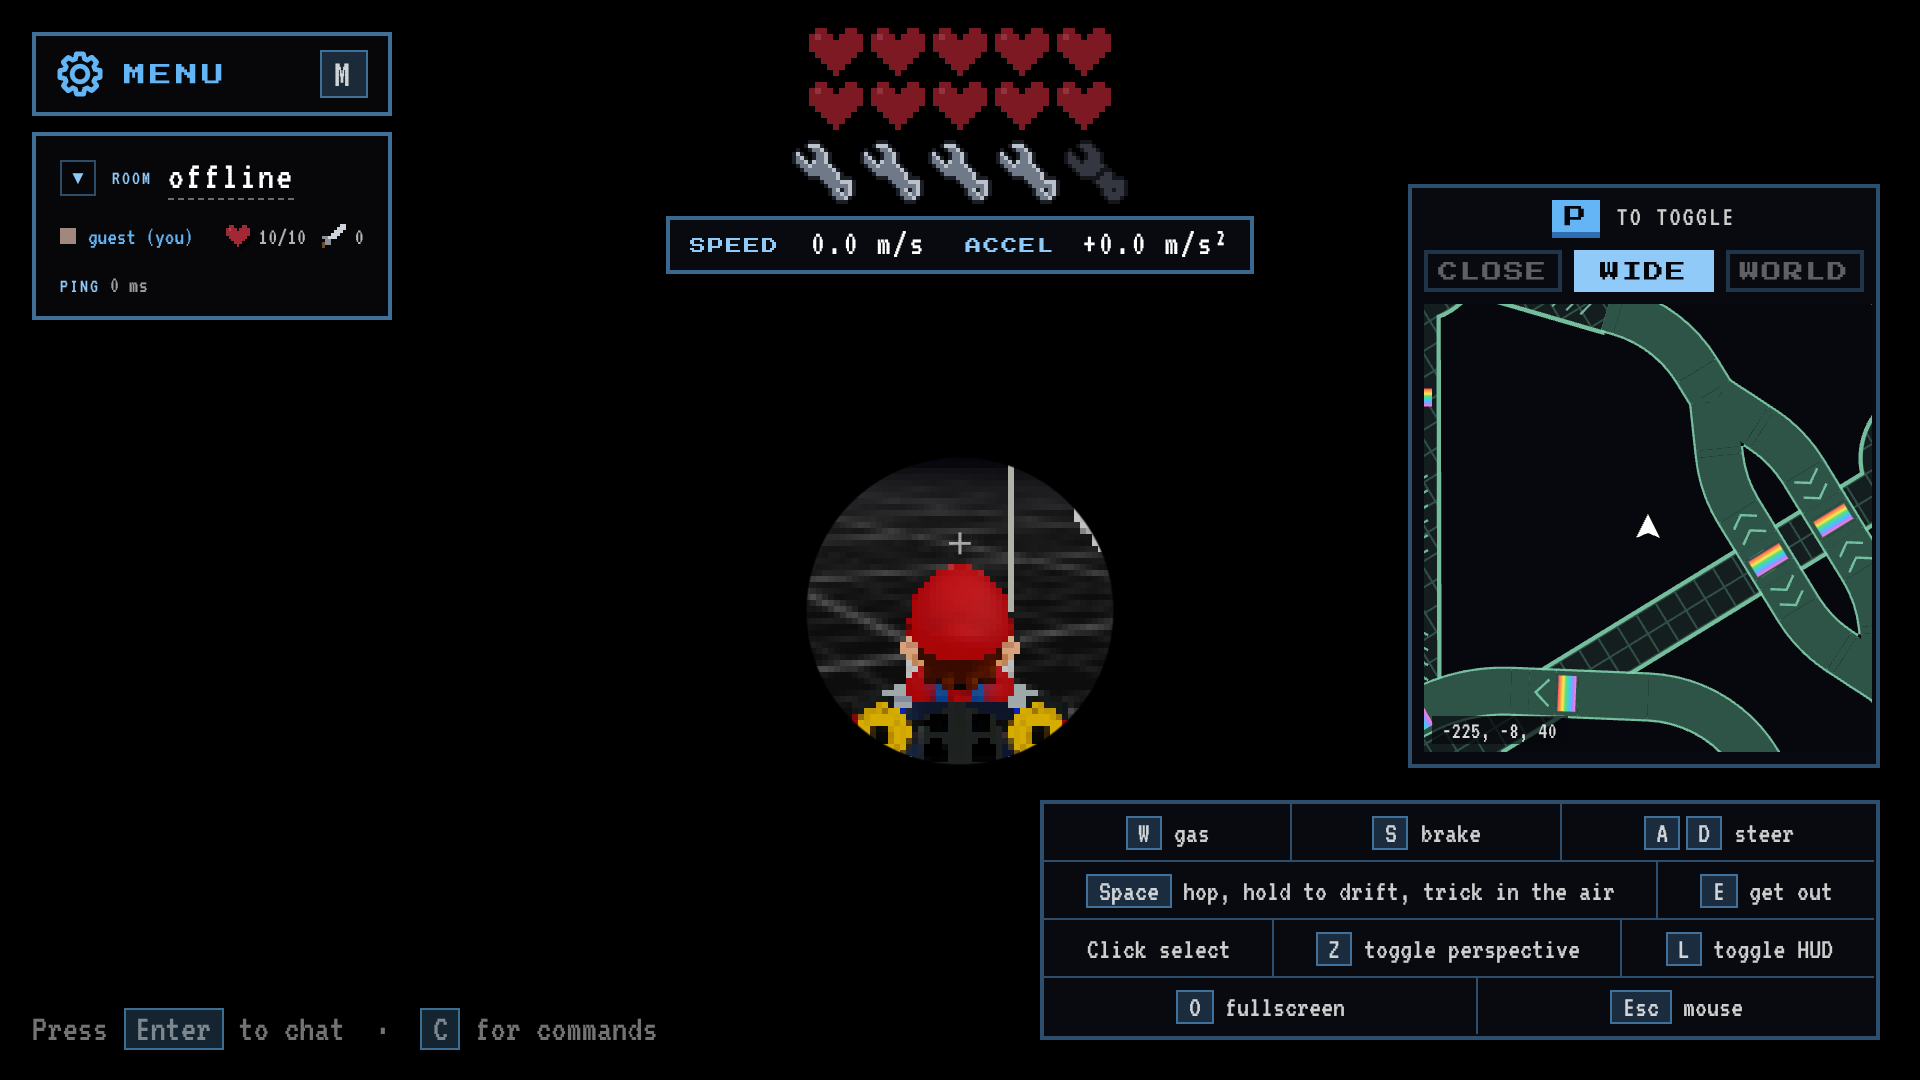 MENU M
▼ ROOM offline
guest (you) 10/10 0
PING 0 ms
SPEED 0.0 m/s ACCEL +0.0 m/s²
P TO TOGGLE
CLOSE WIDE WORLD
-225, -8, 40
W gas S brake A D steer
Space hop, hold to drift, trick in the air E get out
Click select Z toggle perspective L toggle HUD
O fullscreen Esc mouse
Press Enter to chat · C for commands